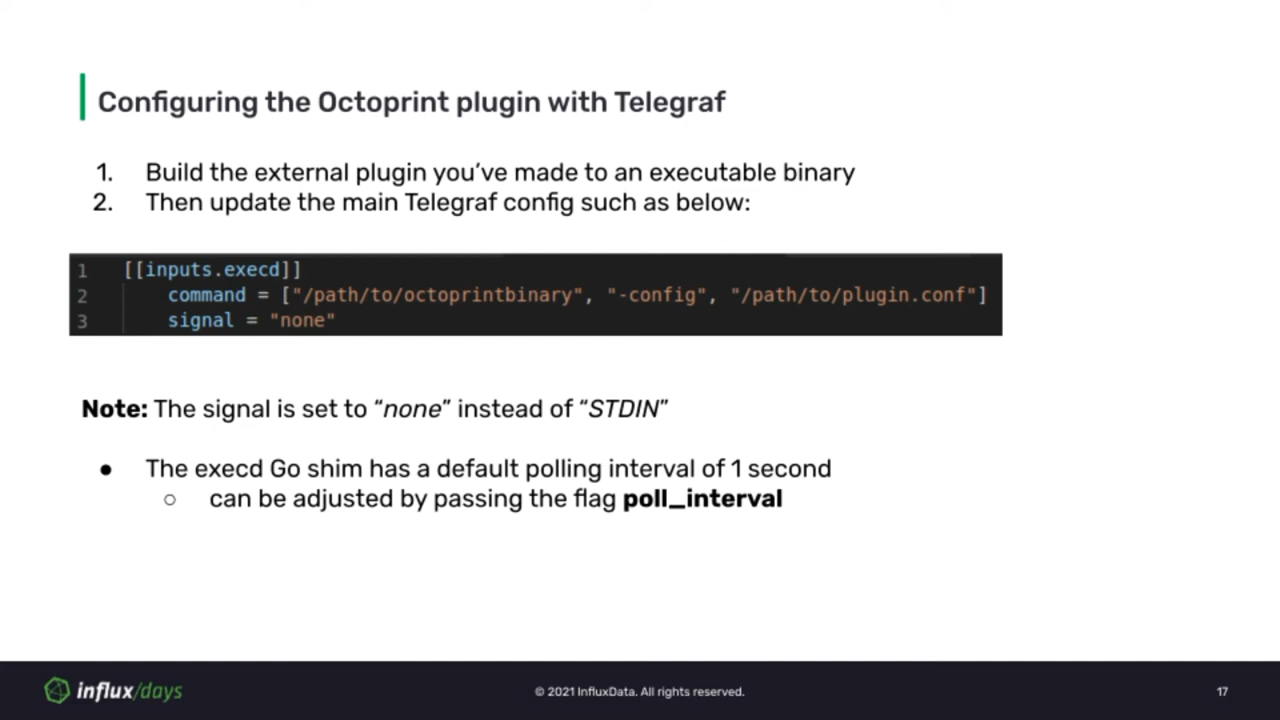 Configuring the Octoprint plugin with Telegraf
1. Build the external plugin you’ve made to an executable binary
2. Then update the main Telegraf config such as below:
1 [[inputs.execd]]
2 command = ["/path/to/octoprintbinary", "-config", "/path/to/plugin.conf"]
3 signal = "none"
Note: The signal is set to “none” instead of “STDIN”
● The execd Go shim has a default polling interval of 1 second
○ can be adjusted by passing the flag poll_interval
influx/days
© 2021 InfluxData. All rights reserved.
17